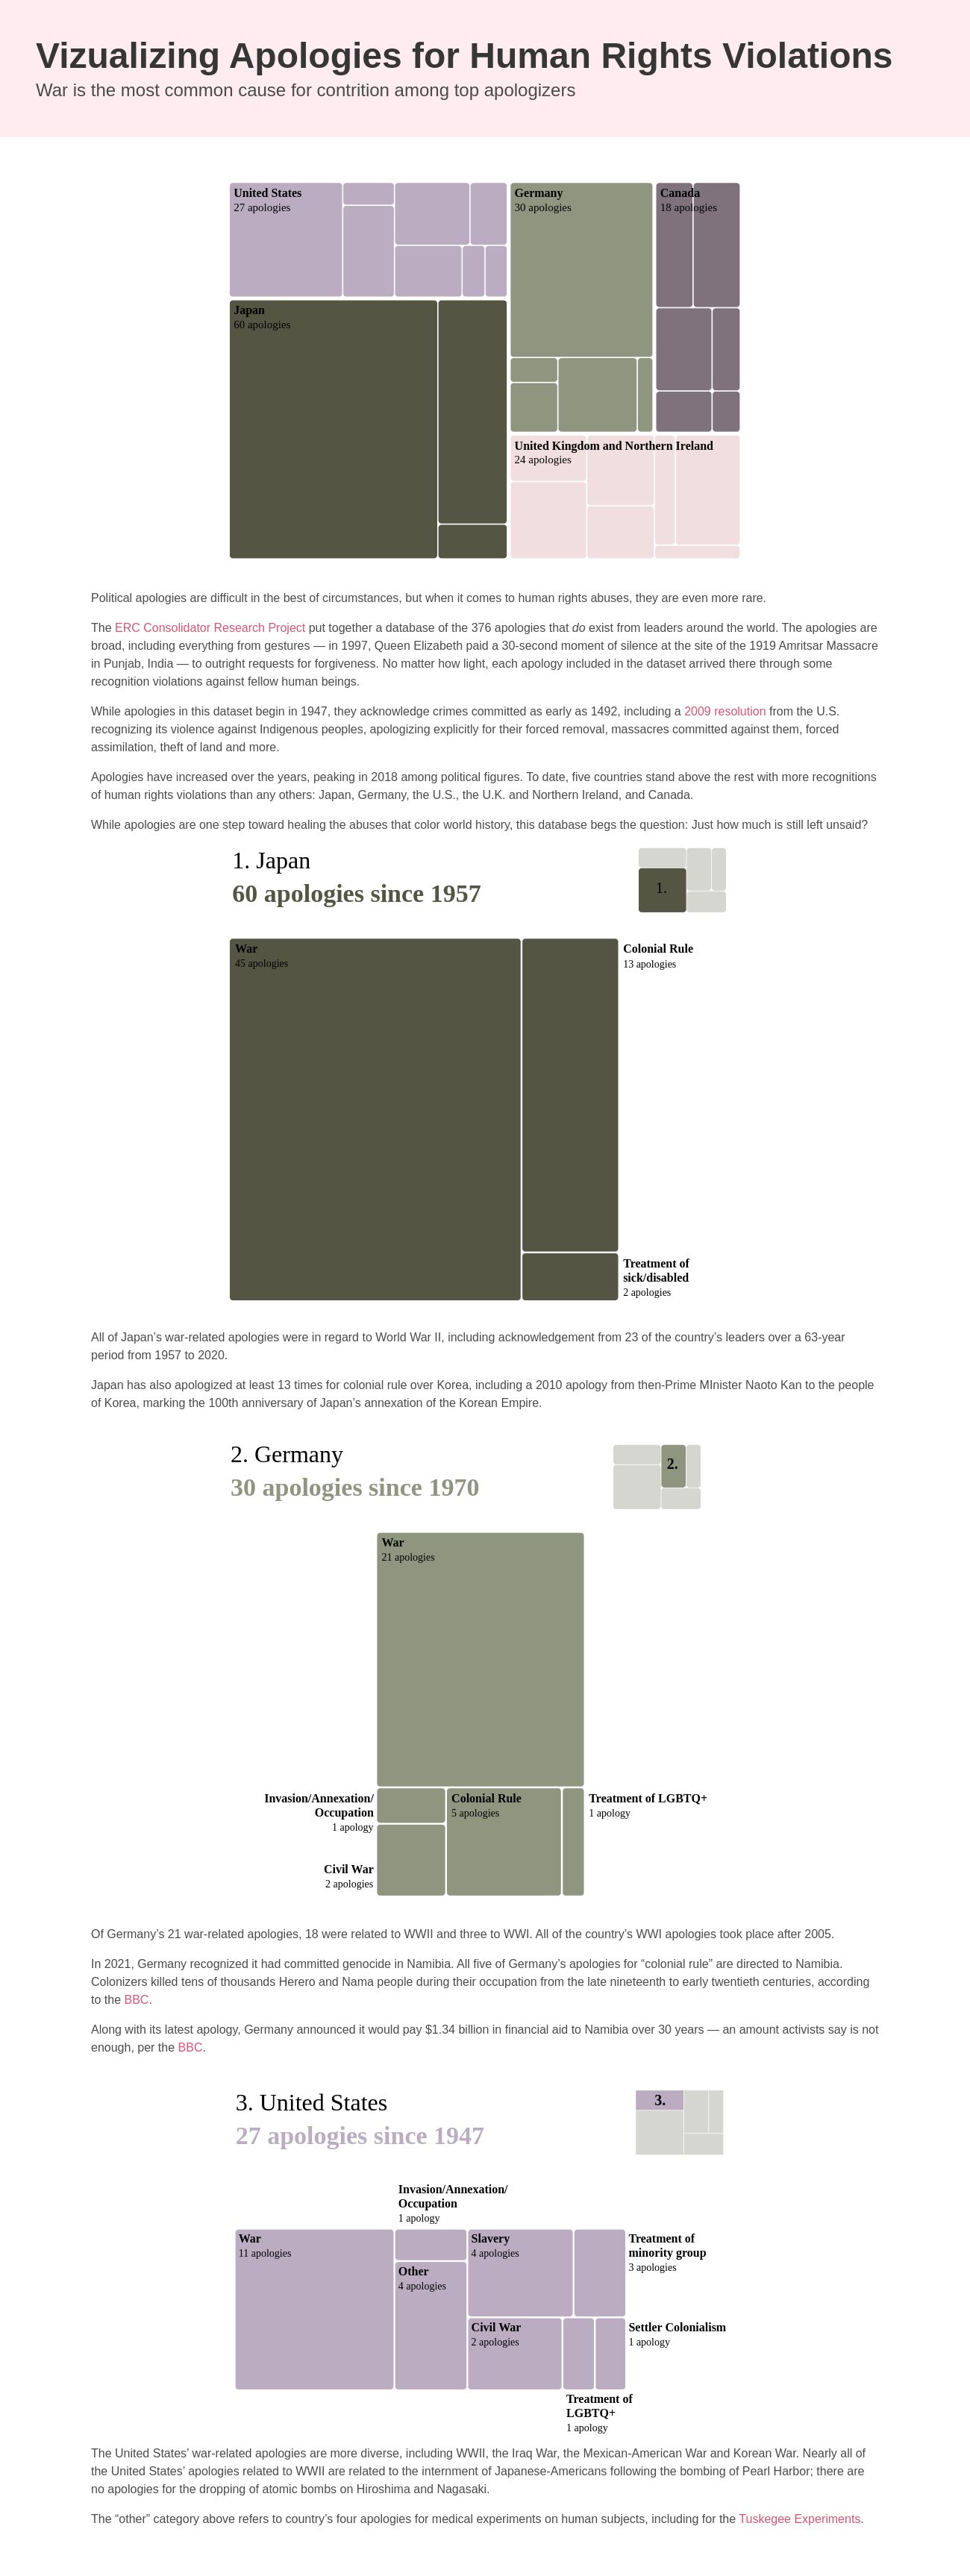 Vizualizing Apologies for Human Rights Violations
War is the most common cause for contrition among top apologizers
United States
27 apologies
Germany
30 apologies
Canada
18 apologies
Japan
60 apologies
United Kingdom and Northern Ireland
24 apologies
Political apologies are difficult in the best of circumstances, but when it comes to human rights abuses, they are even more rare.
The ERC Consolidator Research Project put together a database of the 376 apologies that do exist from leaders around the world. The apologies are
broad, including everything from gestures — in 1997, Queen Elizabeth paid a 30-second moment of silence at the site of the 1919 Amritsar Massacre
in Punjab, India — to outright requests for forgiveness. No matter how light, each apology included in the dataset arrived there through some
recognition violations against fellow human beings.
While apologies in this dataset begin in 1947, they acknowledge crimes committed as early as 1492, including a 2009 resolution from the U.S.
recognizing its violence against Indigenous peoples, apologizing explicitly for their forced removal, massacres committed against them, forced
assimilation, theft of land and more.
Apologies have increased over the years, peaking in 2018 among political figures. To date, five countries stand above the rest with more recognitions
of human rights violations than any others: Japan, Germany, the U.S., the U.K. and Northern Ireland, and Canada.
While apologies are one step toward healing the abuses that color world history, this database begs the question: Just how much is still left unsaid?
1. Japan
60 apologies since 1957
1.
War
45 apologies
Colonial Rule
13 apologies
Treatment of
sick/disabled
2 apologies
All of Japan’s war-related apologies were in regard to World War II, including acknowledgement from 23 of the country’s leaders over a 63-year
period from 1957 to 2020.
Japan has also apologized at least 13 times for colonial rule over Korea, including a 2010 apology from then-Prime MInister Naoto Kan to the people
of Korea, marking the 100th anniversary of Japan’s annexation of the Korean Empire.
2. Germany
30 apologies since 1970
2.
War
21 apologies
Invasion/Annexation/
Occupation
1 apology
Colonial Rule
5 apologies
Treatment of LGBTQ+
1 apology
Civil War
2 apologies
Of Germany’s 21 war-related apologies, 18 were related to WWII and three to WWI. All of the country’s WWI apologies took place after 2005.
In 2021, Germany recognized it had committed genocide in Namibia. All five of Germany’s apologies for “colonial rule” are directed to Namibia.
Colonizers killed tens of thousands Herero and Nama people during their occupation from the late nineteenth to early twentieth centuries, according
to the BBC.
Along with its latest apology, Germany announced it would pay $1.34 billion in financial aid to Namibia over 30 years — an amount activists say is not
enough, per the BBC.
3. United States
27 apologies since 1947
3.
Invasion/Annexation/
Occupation
1 apology
War
11 apologies
Slavery
4 apologies
Treatment of
minority group
3 apologies
Other
4 apologies
Civil War
2 apologies
Settler Colonialism
1 apology
Treatment of
LGBTQ+
1 apology
The United States’ war-related apologies are more diverse, including WWII, the Iraq War, the Mexican-American War and Korean War. Nearly all of
the United States’ apologies related to WWII are related to the internment of Japanese-Americans following the bombing of Pearl Harbor; there are
no apologies for the dropping of atomic bombs on Hiroshima and Nagasaki.
The “other” category above refers to country’s four apologies for medical experiments on human subjects, including for the Tuskegee Experiments.